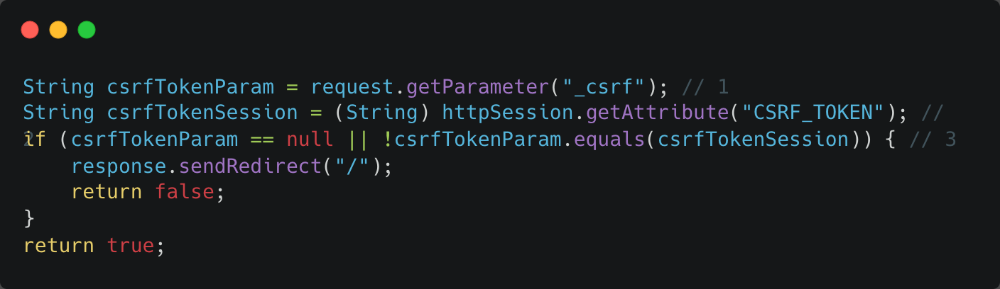 String csrfTokenParam = request.getParameter("_csrf"); // 1
String csrfTokenSession = (String) httpSession.getAttribute("CSRF_TOKEN"); //
2
if (csrfTokenParam == null || !csrfTokenParam.equals(csrfTokenSession)) { // 3
    response.sendRedirect("/");
    return false;
}
return true;